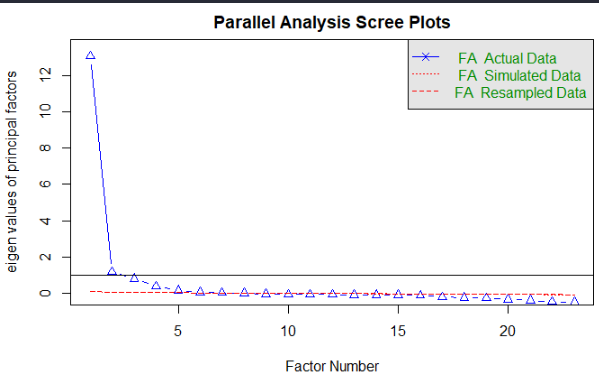 Parallel Analysis Scree Plots
eigen values of principal factors
12
10
8
6
4
2
0
FA Actual Data
FA Simulated Data
FA Resampled Data
5
10
15
20
Factor Number